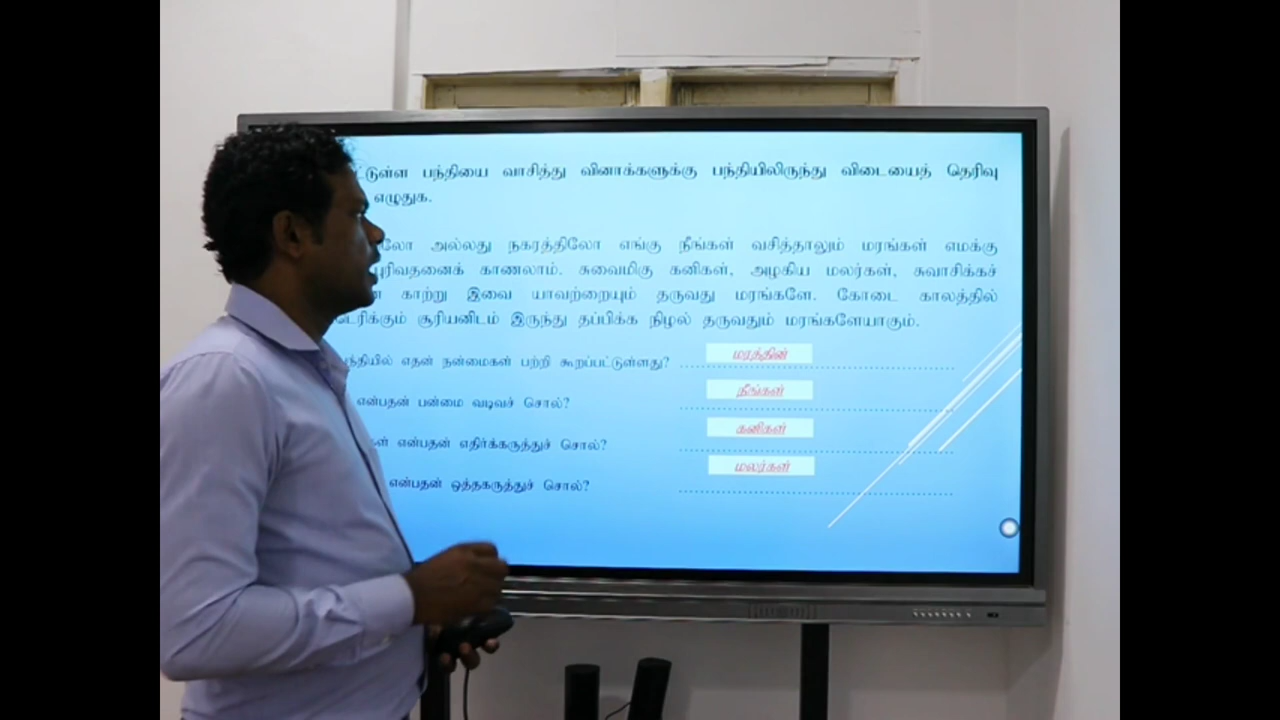 பந்தியை வாசித்து வினாக்களுக்கு பந்தியிலிருந்து விடையைத் தெரிவு
எழுதுக.
அல்லது நகரத்திலோ எங்கு நீங்கள் வசித்தாலும் மரங்கள் எமக்கு
காணலாம். சுவைமிகு கனிகள், அழகிய மலர்கள், சுவாசிக்கச்
காற்று இவை யாவற்றையும் தருவது மரங்களே. கோடை காலத்தில்
சூரியனிடம் இருந்து தப்பிக்க நிழல் தருவதும் மரங்களேயாகும்.
எதன் நன்மைகள் பற்றி கூறப்பட்டுள்ளது? மரத்தின்
என்பதன் பன்மை வடிவச் சொல்? நீங்கள்
என்பதன் எதிர்க்கருத்துச் சொல்? கனிகள்
என்பதன் ஒத்தகருத்துச் சொல்? மலர்கள்